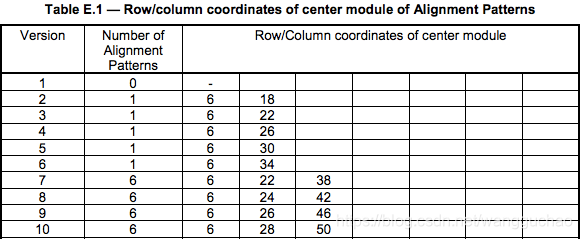 Table E.1 — Row/column coordinates of center module of Alignment Patterns
Version Number of Alignment Patterns Row/Column coordinates of center module
1 0 -
2 1 6 18
3 1 6 22
4 1 6 26
5 1 6 30
6 1 6 34
7 6 6 22 38
8 6 6 24 42
9 6 6 26 46
10 6 6 28 50